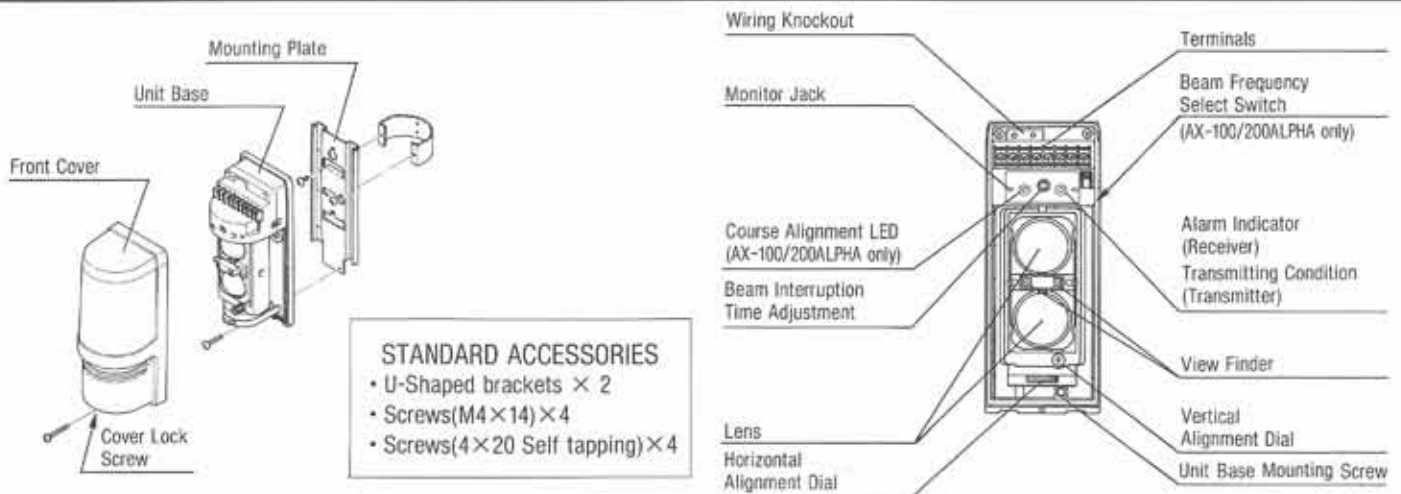 Mounting Plate
Unit Base
Front Cover
Cover Lock
Screw
STANDARD ACCESSORIES
• U-Shaped brackets × 2
• Screws(M4×14)×4
• Screws(4×20 Self tapping)×4
Wiring Knockout
Monitor Jack
Course Alignment LED
(AX-100/200ALPHA only)
Beam Interruption
Time Adjustment
Lens
Horizontal
Alignment Dial
Terminals
Beam Frequency
Select Switch
(AX-100/200ALPHA only)
Alarm Indicator
(Receiver)
Transmitting Condition
(Transmitter)
View Finder
Vertical
Alignment Dial
Unit Base Mounting Screw